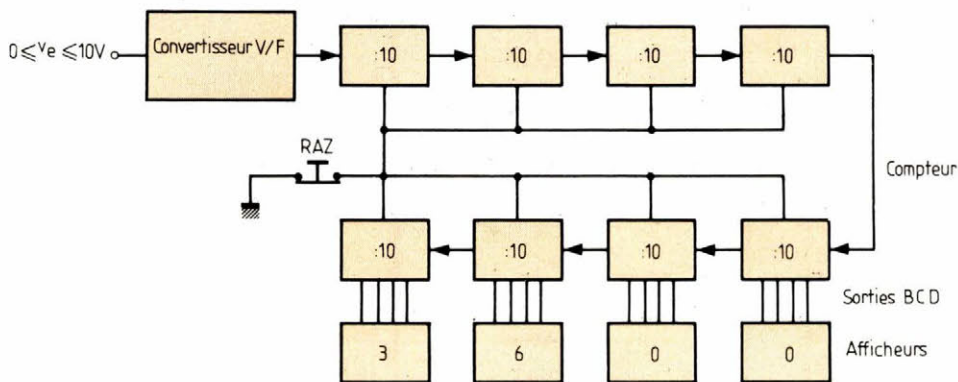 0 ≤ ve ≤ 10V
Convertisseur V/F
:10
:10
:10
:10
RAZ
Compteur
:10
:10
:10
:10
Sorties BCD
3
6
0
0
Afficheurs